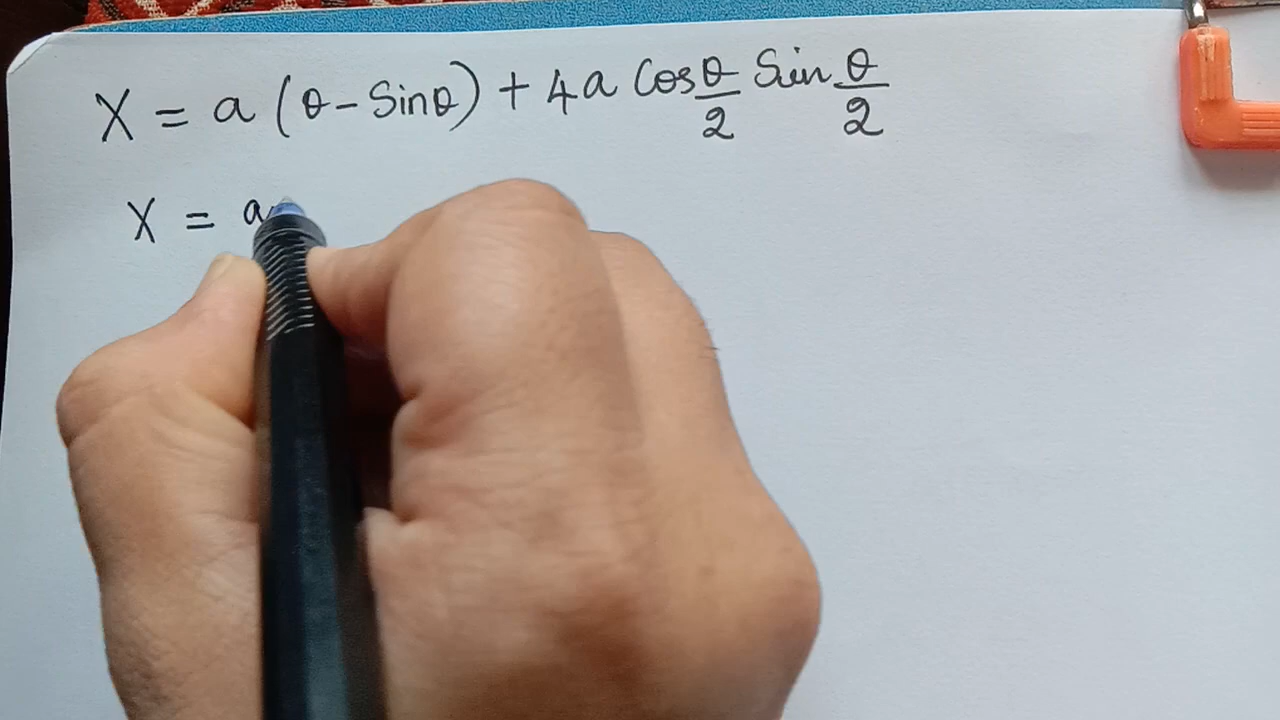 X = a (θ - Sinθ) + 4a Cos θ/2 Sin θ/2
X = a